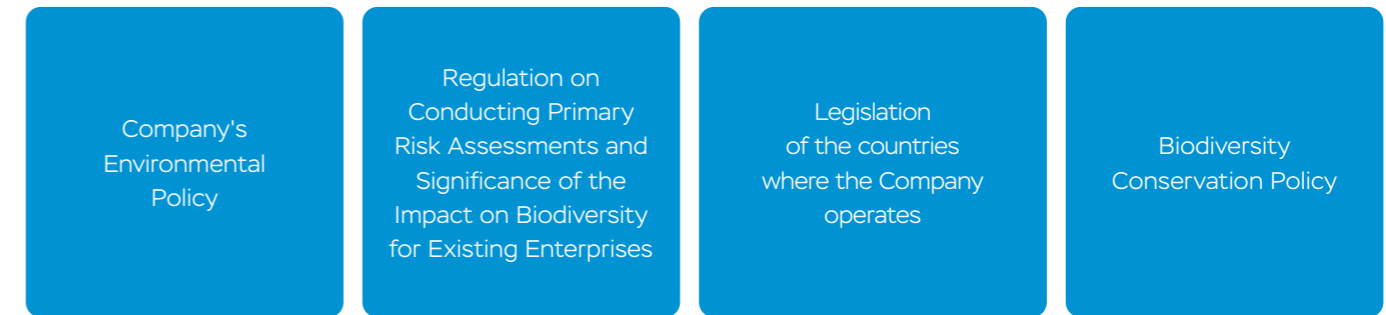 Company's
Environmental
Policy
Regulation on
Conducting Primary
Risk Assessments and
Significance of the
Impact on Biodiversity
for Existing Enterprises
Legislation
of the countries
where the Company
operates
Biodiversity
Conservation Policy